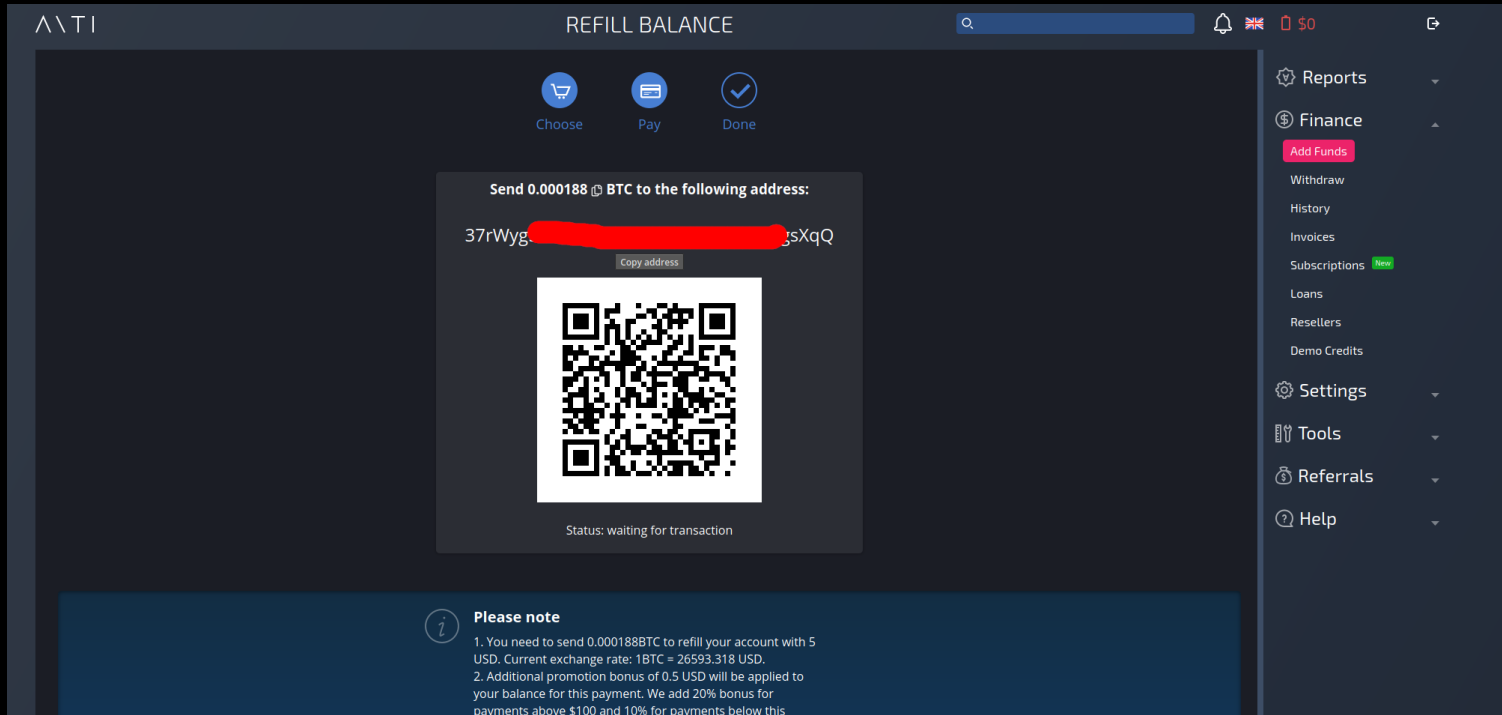 REFILL BALANCE
$0
Choose
Pay
Done
Send 0.000188 BTC to the following address:
37rWyg gsXqQ
Copy address
Status: waiting for transaction
Please note
1. You need to send 0.000188BTC to refill your account with 5
USD. Current exchange rate: 1BTC = 26593.318 USD.
2. Additional promotion bonus of 0.5 USD will be applied to
your balance for this payment. We add 20% bonus for
payments above $100 and 10% for payments below this
Reports
Finance
Add Funds
Withdraw
History
Invoices
Subscriptions New
Loans
Resellers
Demo Credits
Settings
Tools
Referrals
Help